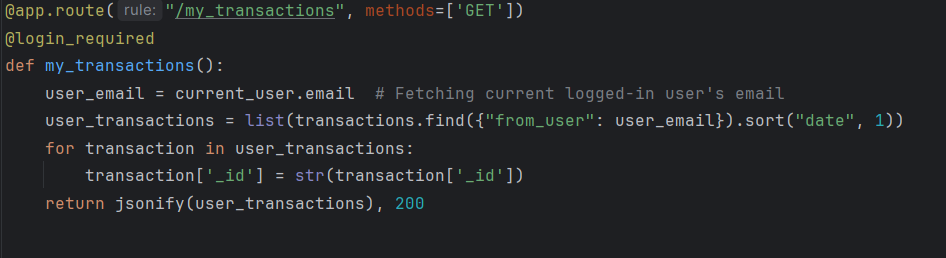 @app.route( rule: "/my_transactions", methods=['GET'])
@login_required
def my_transactions():
    user_email = current_user.email  # Fetching current logged-in user's email
    user_transactions = list(transactions.find({"from_user": user_email}).sort("date", 1))
    for transaction in user_transactions:
        transaction['_id'] = str(transaction['_id'])
    return jsonify(user_transactions), 200